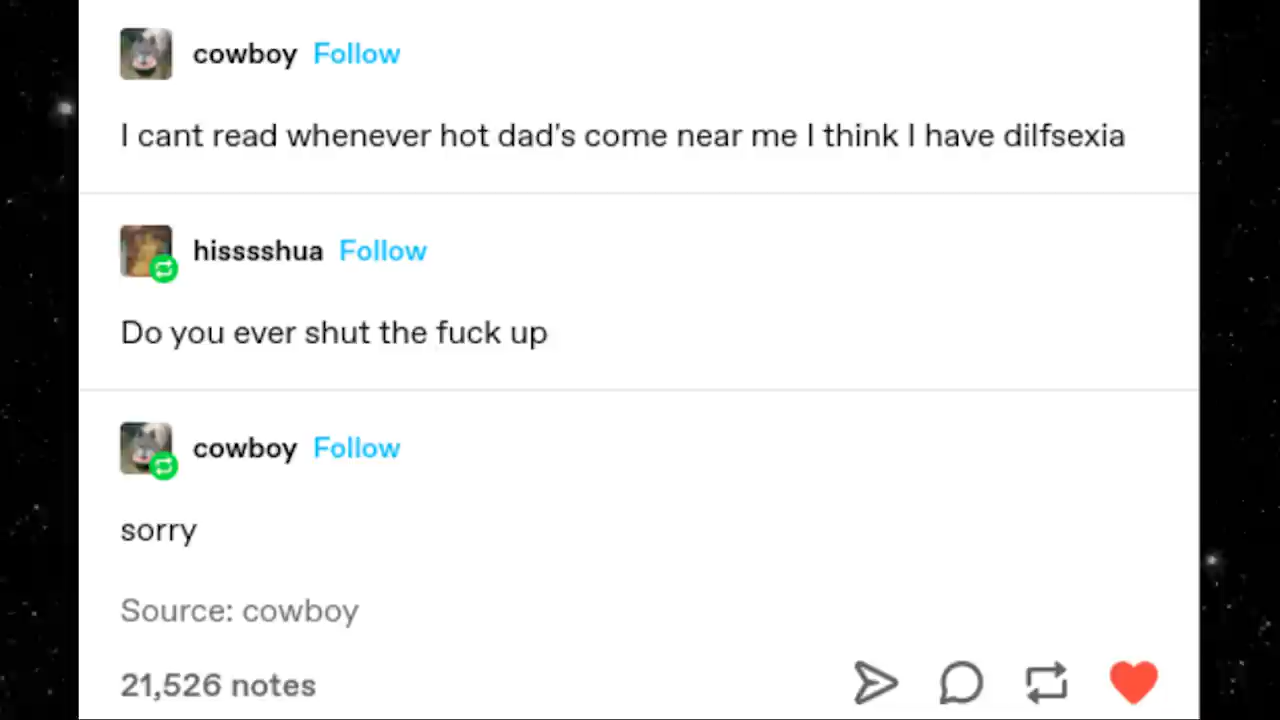 cowboy Follow
I cant read whenever hot dad's come near me I think I have dilfsexia
hisssshua Follow
Do you ever shut the fuck up
cowboy Follow
sorry
Source: cowboy
21,526 notes